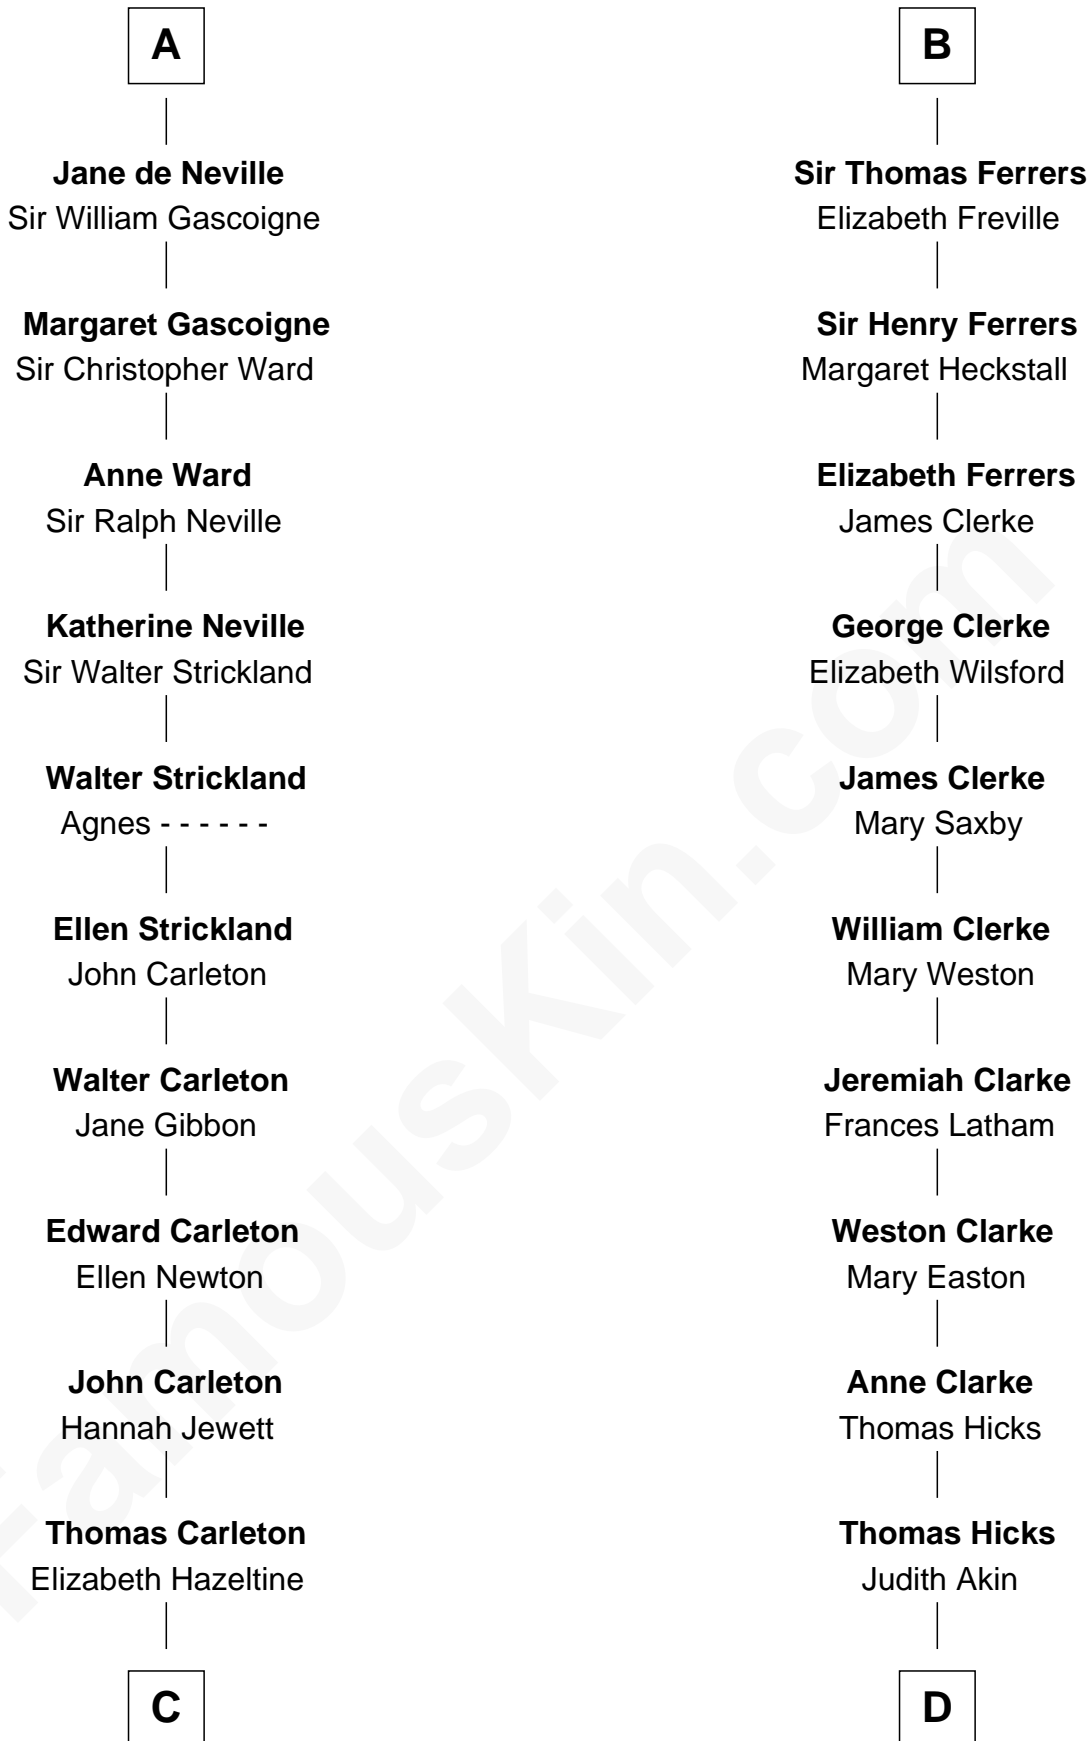 A
Jane de Neville
Sir William Gascoigne
Margaret Gascoigne
Sir Christopher Ward
Anne Ward
Sir Ralph Neville
Katherine Neville
Sir Walter Strickland
Walter Strickland
Agnes - - - - - -
Ellen Strickland
John Carleton
Walter Carleton
Jane Gibbon
Edward Carleton
Ellen Newton
John Carleton
Hannah Jewett
Thomas Carleton
Elizabeth Hazeltine
C
B
Sir Thomas Ferrers
Elizabeth Freville
Sir Henry Ferrers
Margaret Heckstall
Elizabeth Ferrers
James Clerke
George Clerke
Elizabeth Wilsford
James Clerke
Mary Saxby
William Clerke
Mary Weston
Jeremiah Clarke
Frances Latham
Weston Clarke
Mary Easton
Anne Clarke
Thomas Hicks
Thomas Hicks
Judith Akin
D
FamousKin.com